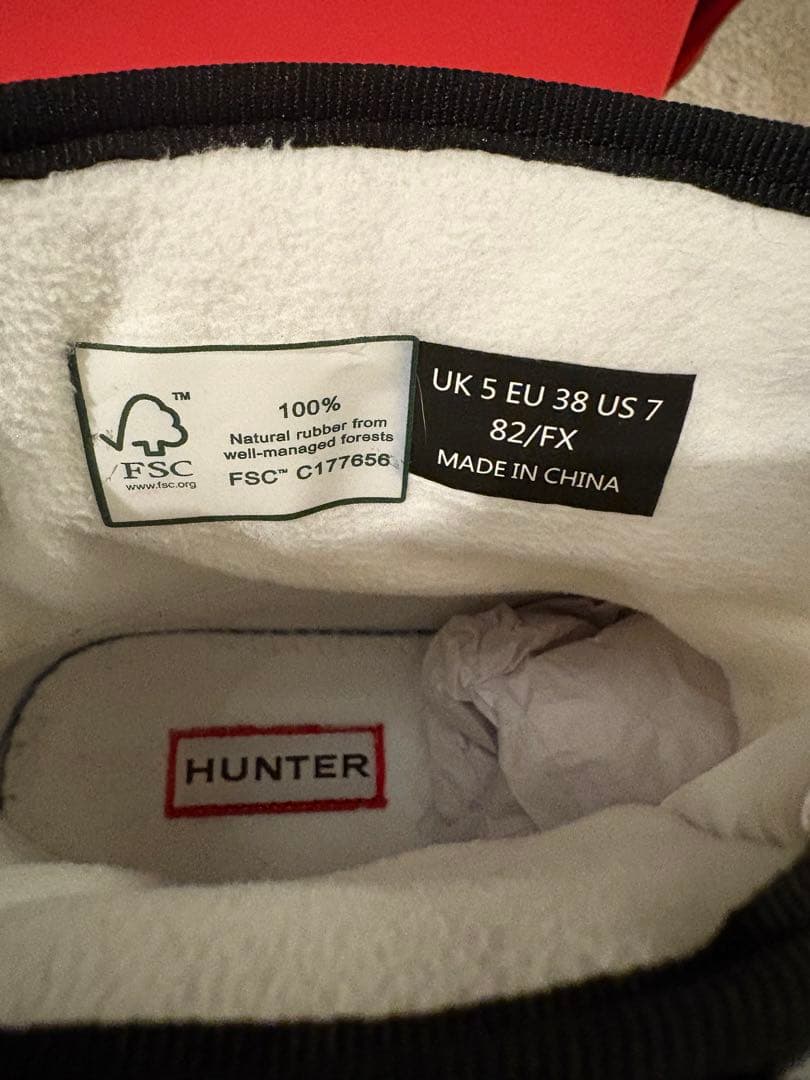 TM
FSC
www.fsc.org
100%
Natural rubber from
well-managed forests
FSC™ C177656
UK 5 EU 38 US 7
82/FX
MADE IN CHINA
HUNTER